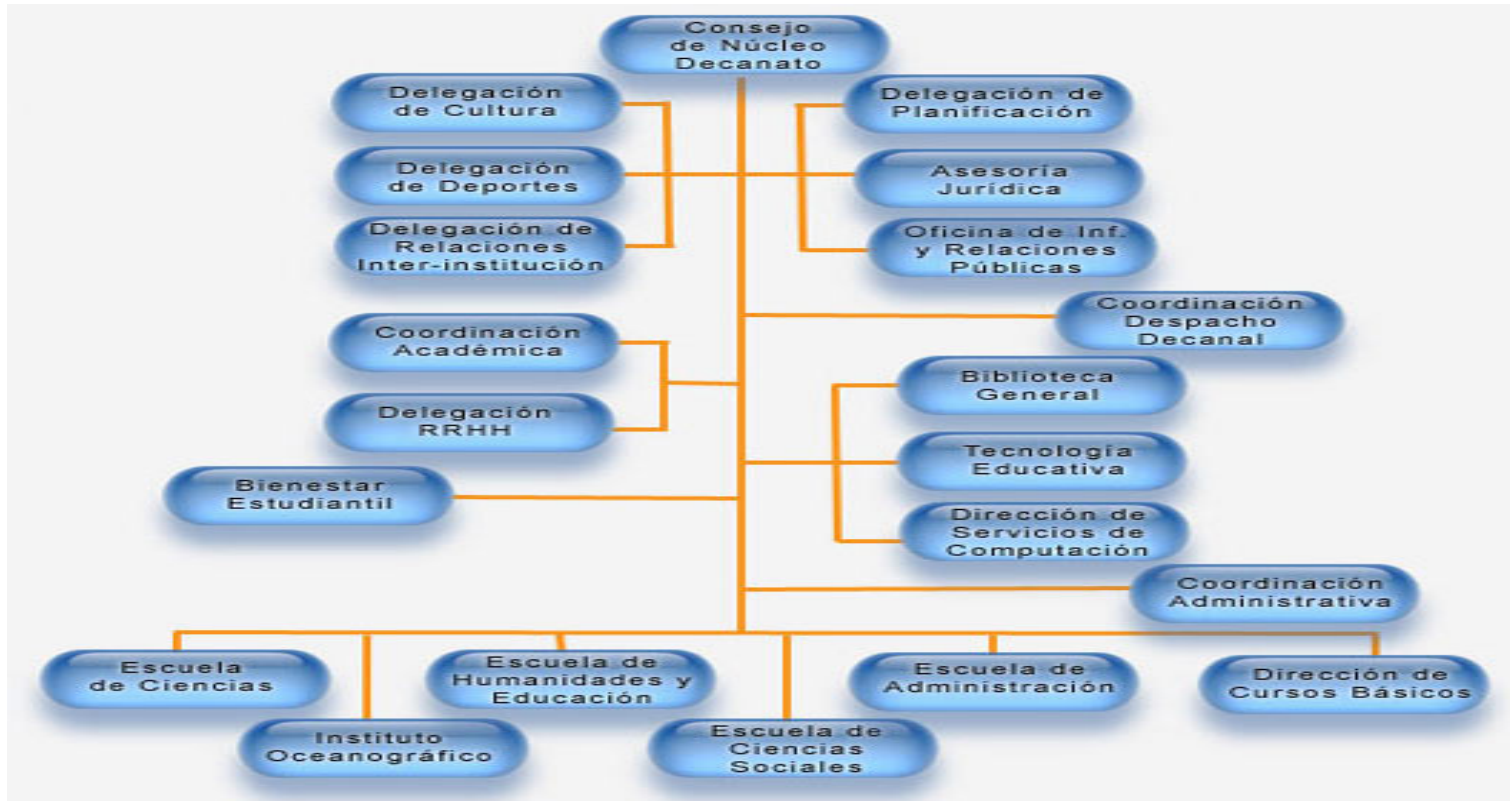 Consejo
de Núcleo
Decanato
Delegación
de Cultura
Delegación de
Planificación
Delegación
de Deportes
Asesoría
Jurídica
Delegación de
Relaciones
Inter-institución
Oficina de Inf.
y Relaciones
Públicas
Coordinación
Despacho
Decanal
Coordinación
Académica
Biblioteca
General
Delegación
RRHH
Tecnología
Educativa
Bienestar
Estudiantil
Dirección de
Servicios de
Computación
Coordinación
Administrativa
Escuela
de Ciencias
Instituto
Oceanográfico
Escuela de
Humanidades y
Educación
Escuela de
Ciencias
Sociales
Escuela de
Administración
Dirección de
Cursos Básicos